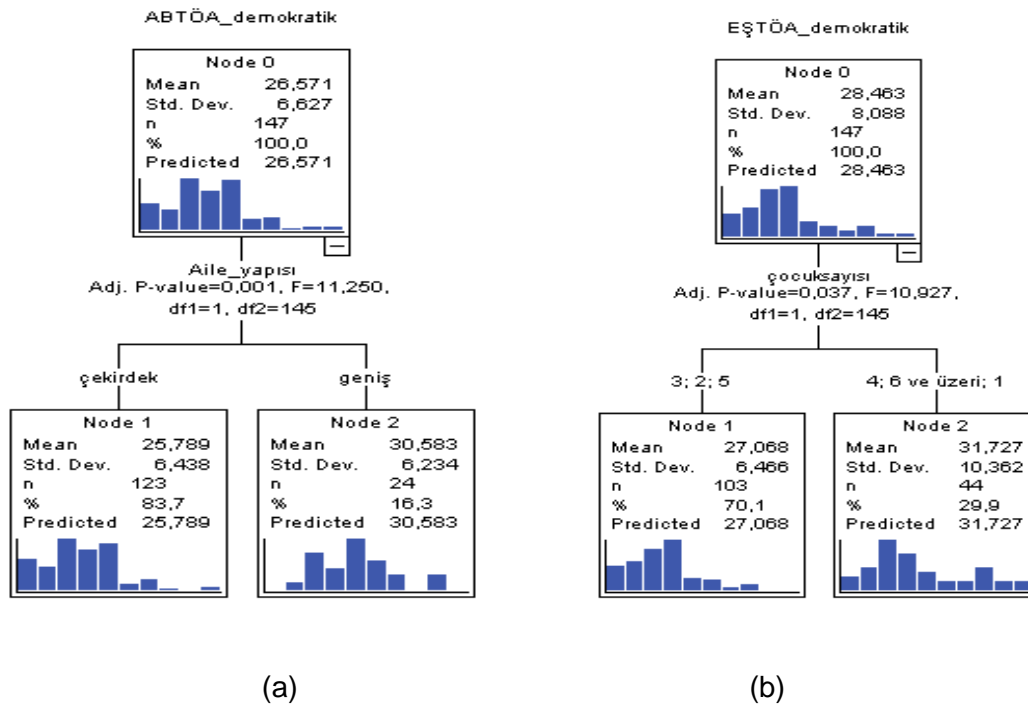 ABTÖA_demokratik
Node 0
Mean 26,571
Std. Dev. 6,627
n 147
% 100,0
Predicted 26,571
Aile_yapısı
Adj. P-value=0,001, F=11,250,
df1=1, df2=145
çekirdek
geniş
Node 1
Mean 25,789
Std. Dev. 6,438
n 123
% 83,7
Predicted 25,789
Node 2
Mean 30,583
Std. Dev. 6,234
n 24
% 16,3
Predicted 30,583
(a)
EŞTÖA_demokratik
Node 0
Mean 28,463
Std. Dev. 8,088
n 147
% 100,0
Predicted 28,463
çocuksayısı
Adj. P-value=0,037, F=10,927,
df1=1, df2=145
3; 2; 5
4; 6 ve üzeri; 1
Node 1
Mean 27,068
Std. Dev. 6,466
n 103
% 70,1
Predicted 27,068
Node 2
Mean 31,727
Std. Dev. 10,362
n 44
% 29,9
Predicted 31,727
(b)